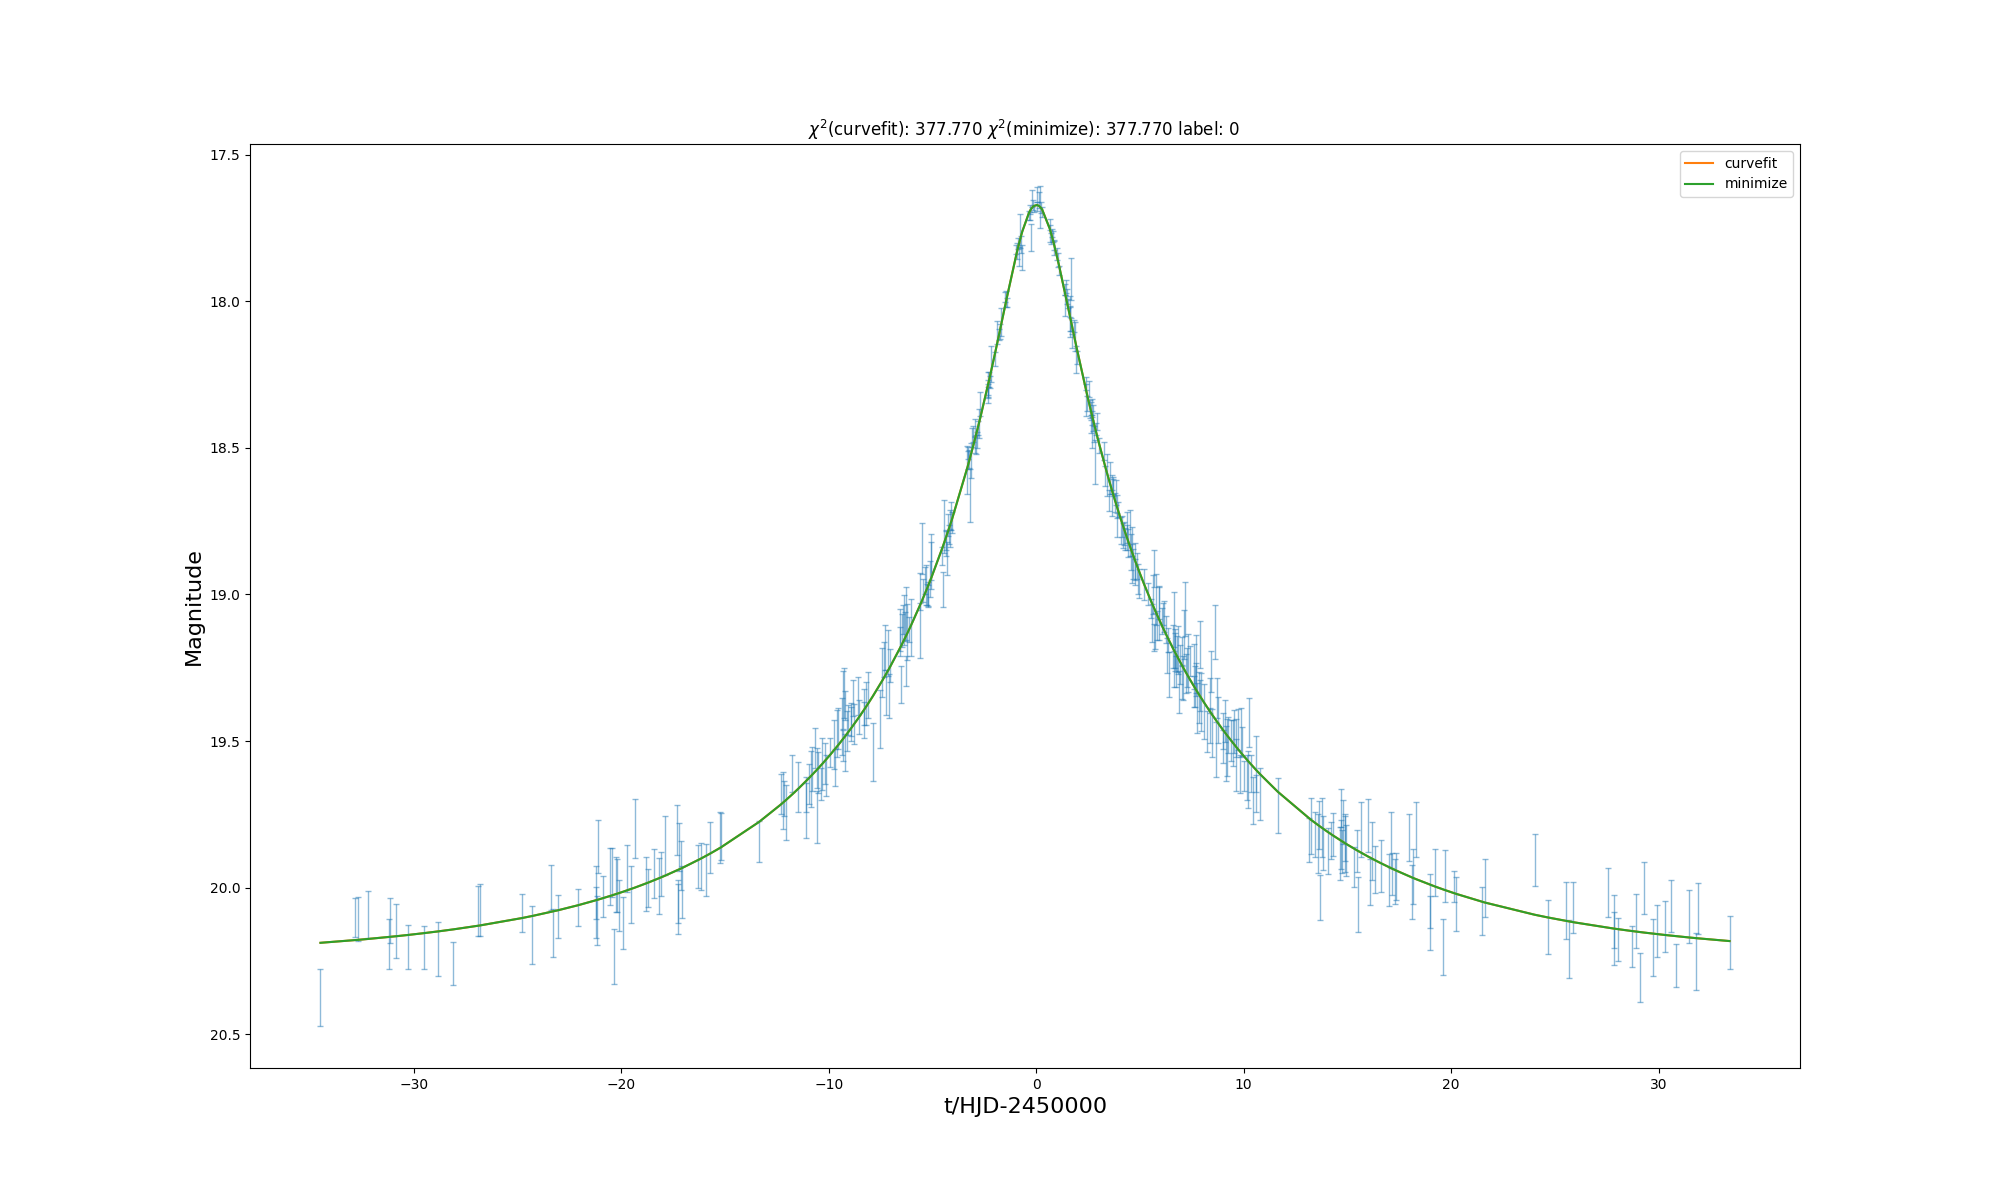 χ²(curvefit): 377.770 χ²(minimize): 377.770 label: 0
curvefit
minimize
17.5
18.0
18.5
19.0
19.5
20.0
20.5
Magnitude
−30
−20
−10
0
10
20
30
t/HJD-2450000